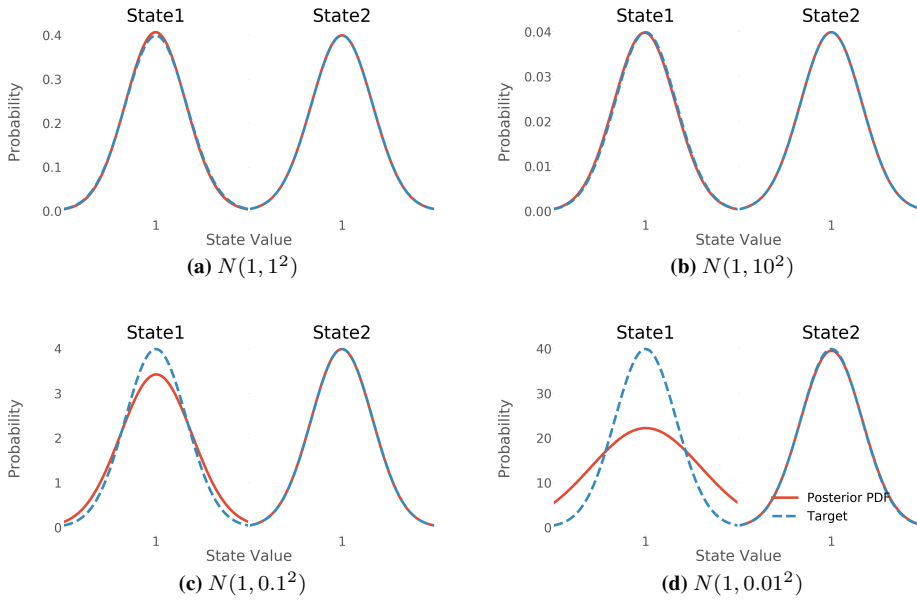 State1 State2
Probability
0.4
0.3
0.2
0.1
0.0
1 1
State Value
(a) N(1, 1²)
State1 State2
Probability
0.04
0.03
0.02
0.01
0.00
1 1
State Value
(b) N(1, 10²)
State1 State2
Probability
4
3
2
1
0
1 1
State Value
(c) N(1, 0.1²)
State1 State2
Probability
40
30
20
10
0
Posterior PDF
Target
1 1
State Value
(d) N(1, 0.01²)